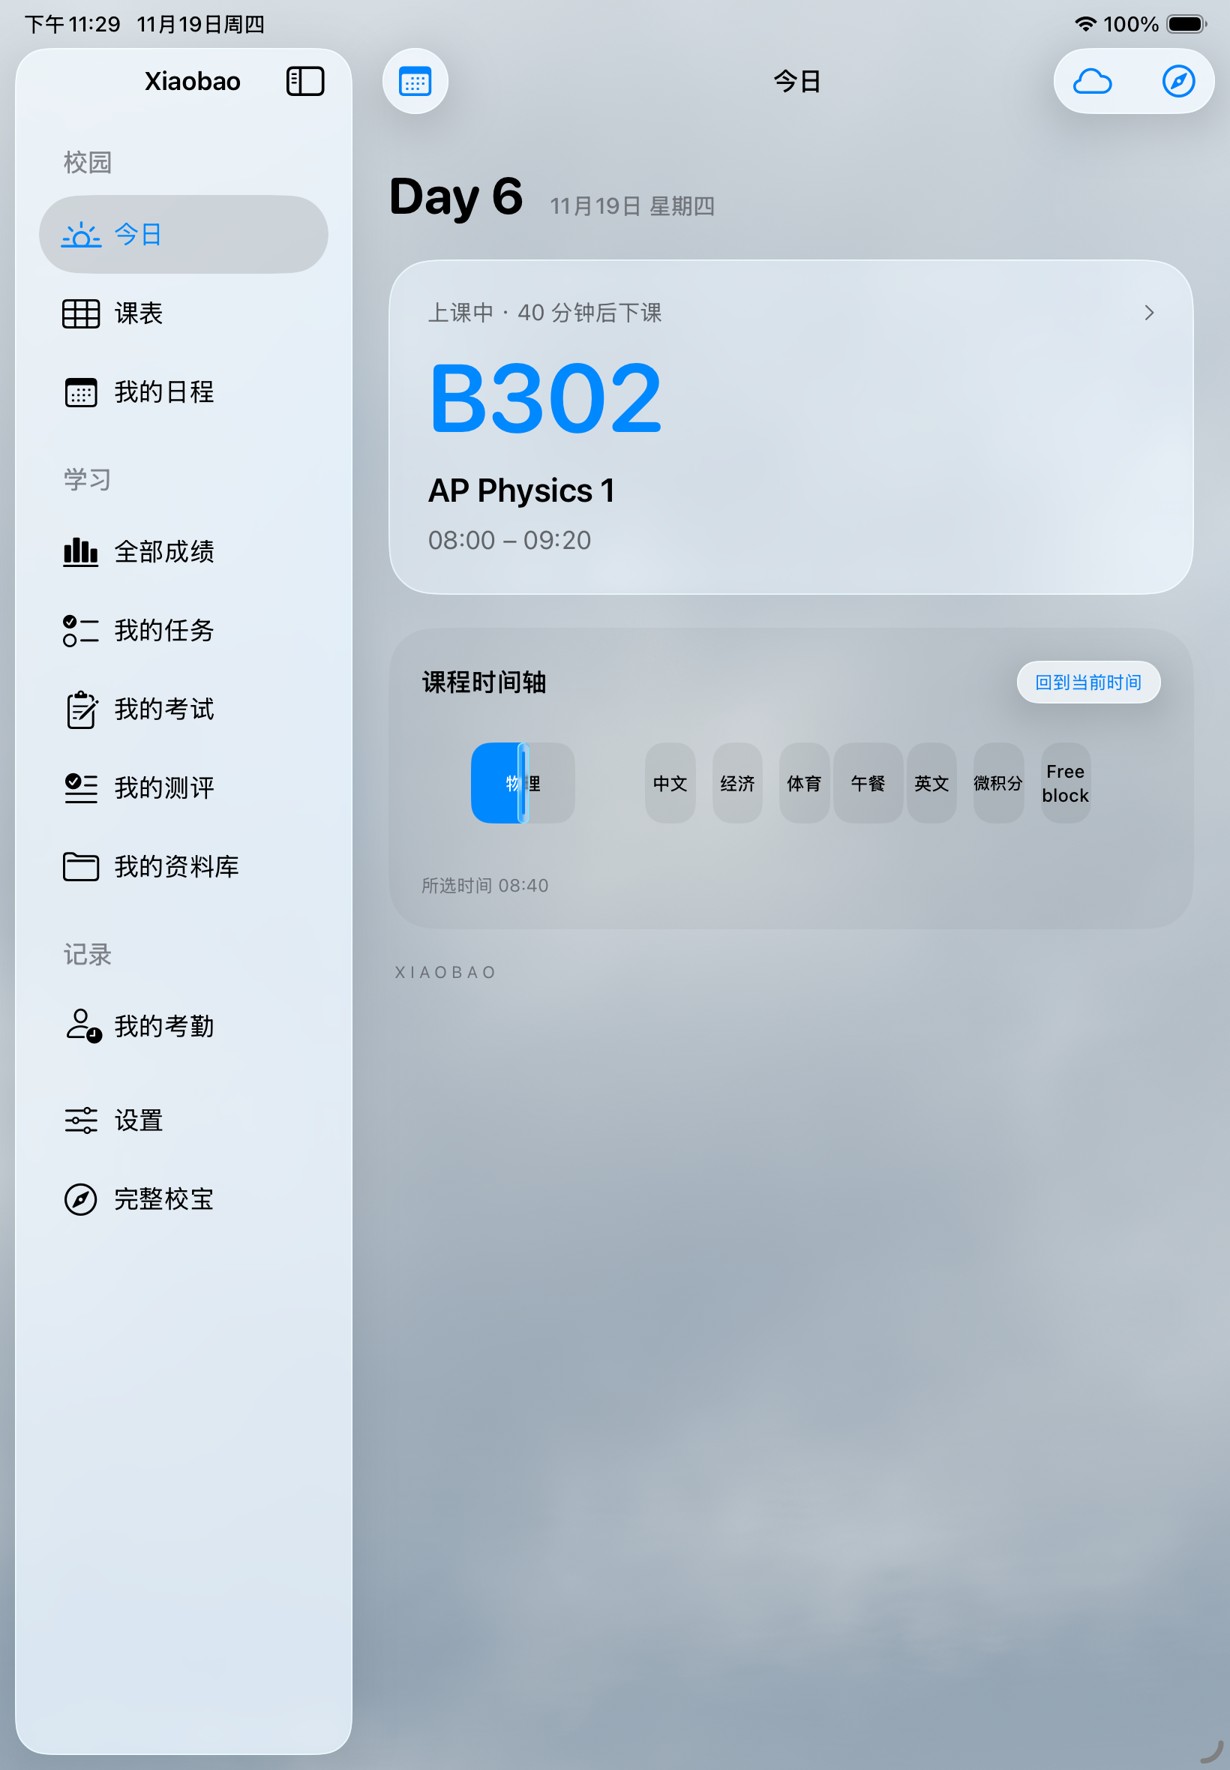 下午11:29 11月19日周四
100%
Xiaobao
今日
校园
今日
课表
我的日程
学习
全部成绩
我的任务
我的考试
我的测评
我的资料库
记录
我的考勤
设置
完整校宝
Day 6 11月19日 星期四
上课中 · 40 分钟后下课
B302
AP Physics 1
08:00 – 09:20
课程时间轴
回到当前时间
物理
中文
经济
体育
午餐
英文
微积分
Free
block
所选时间 08:40
XIAOBAO